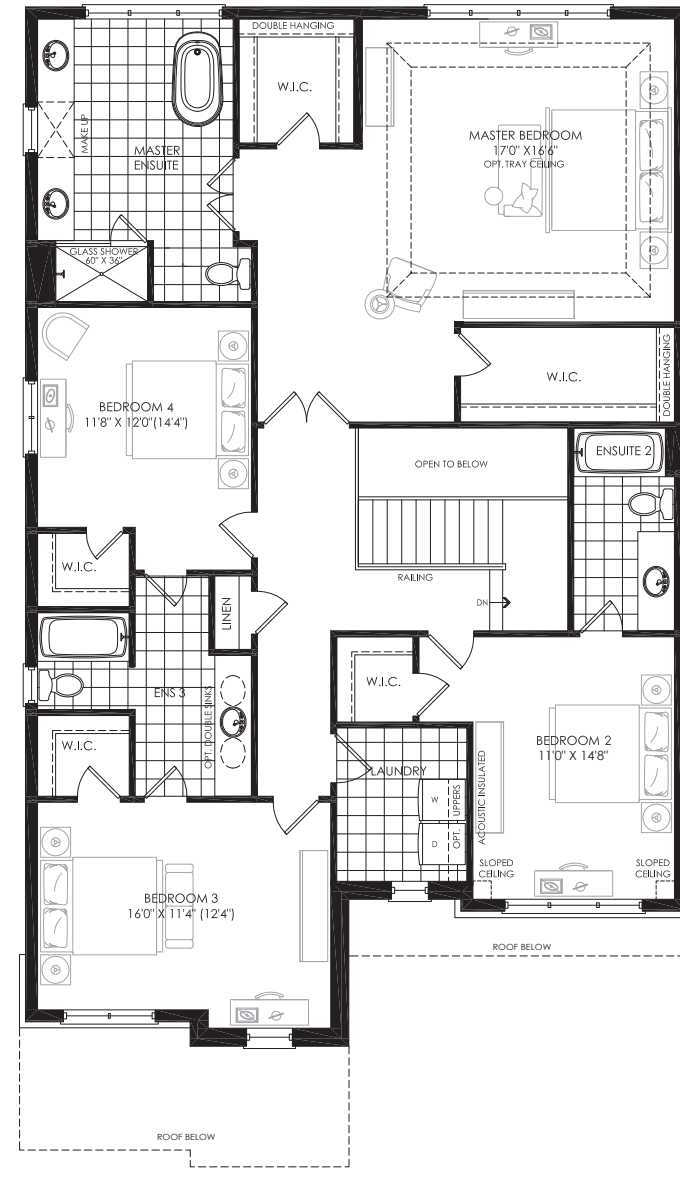 DOUBLE HANGING
W.I.C.
MAKE UP
MASTER
ENSUITE
MASTER BEDROOM
17'0" X16'6"
OPT. TRAY CEILING
GLASS SHOWER
60" X 36"
W.I.C.
DOUBLE HANGING
BEDROOM 4
11'8" X 12'0"(14'4")
OPEN TO BELOW
ENSUITE 2
W.I.C.
RAILING
LINEN
DN
ENS 3
OPT. DOUBLE SINKS
W.I.C.
W.I.C.
BEDROOM 2
11'0" X 14'8"
LAUNDRY
ACOUSTIC INSULATED
W
D
OPT. UPPERS
SLOPED
CEILING
SLOPED
CEILING
BEDROOM 3
16'0" X 11'4" (12'4")
ROOF BELOW
ROOF BELOW